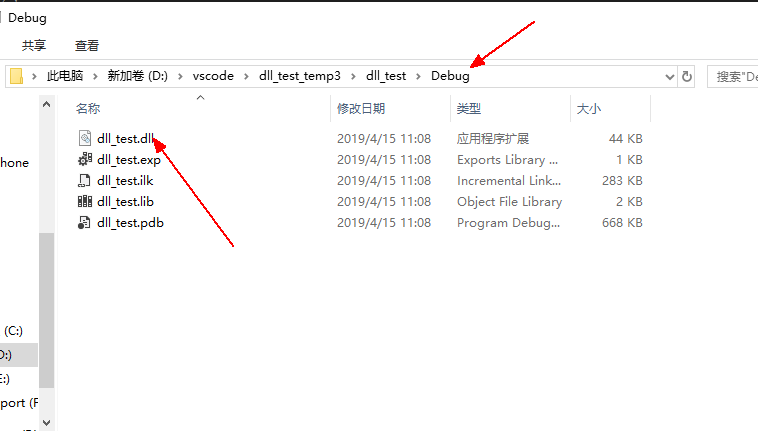 Debug
共享 查看
此电脑 新加卷 (D:) vscode dll_test_temp3 dll_test Debug 搜索"De
名称 修改日期 类型 大小
dll_test.dll 2019/4/15 11:08 应用程序扩展 44 KB
hone dll_test.exp 2019/4/15 11:08 Exports Library ... 1 KB
dll_test.ilk 2019/4/15 11:08 Incremental Link... 283 KB
dll_test.lib 2019/4/15 11:08 Object File Library 2 KB
dll_test.pdb 2019/4/15 11:08 Program Debug... 668 KB
(C:)
D:)
E:)
port (F